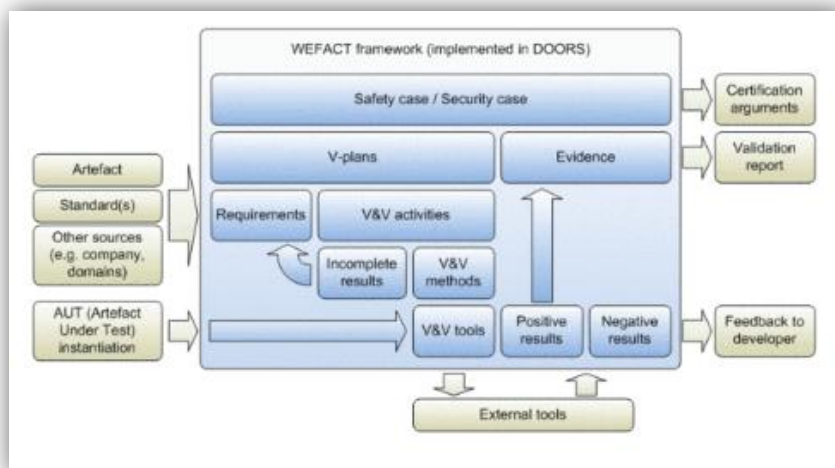 WEFACT framework (implemented in DOORS)
Safety case / Security case
Certification
arguments
V-plans
Evidence
Validation
report
Artefact
Standard(s)
Other sources
(e.g. company,
domains)
Requirements
V&V activities
Incomplete
results
V&V
methods
AUT (Artefact
Under Test)
instantiation
V&V tools
Positive
results
Negative
results
Feedback to
developer
External tools